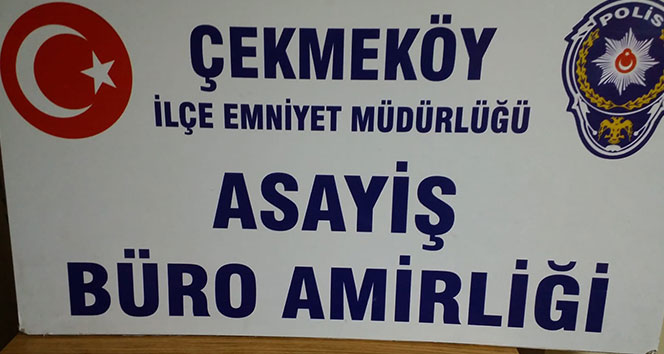 POLİS
ÇEKMEKÖY
İLÇE EMNİYET MÜDÜRLÜĞÜ
ASAYİŞ
BÜRO AMİRLİĞİ